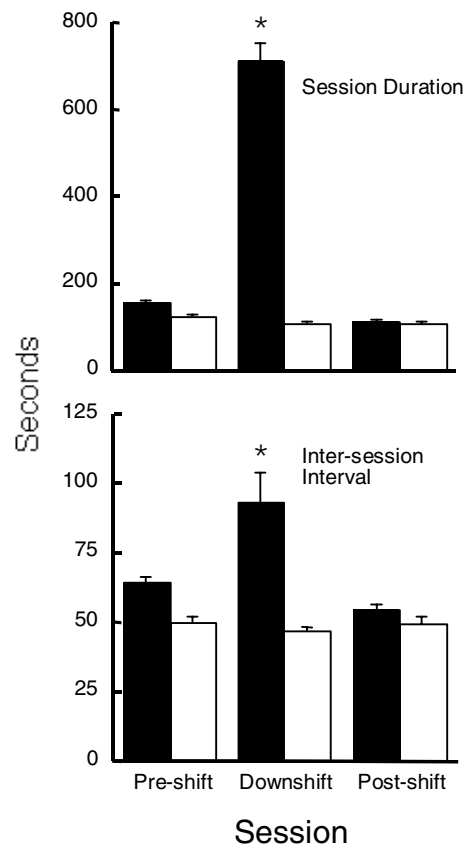 800
*
Session Duration
600
400
200
0
Seconds
125
*
Inter-session
Interval
100
75
50
25
0
Pre-shift Downshift Post-shift
Session